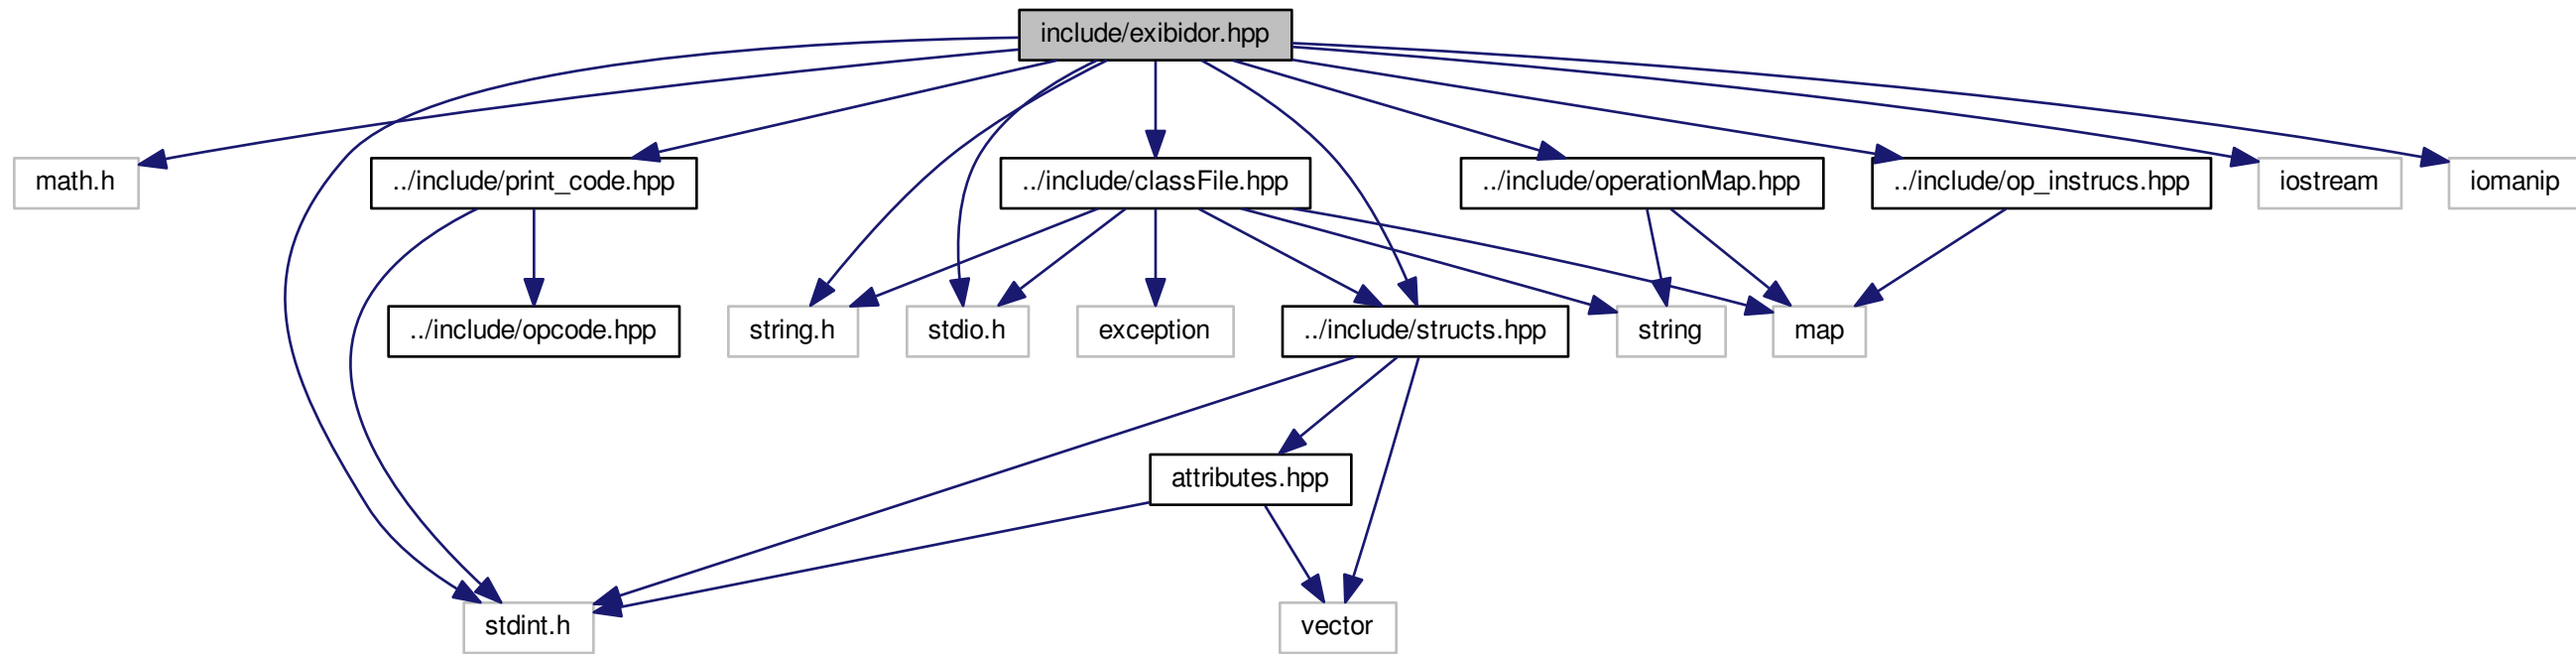 include/exibidor.hpp
math.h
../include/print_code.hpp
../include/classFile.hpp
../include/operationMap.hpp
../include/op_instrucs.hpp
iostream
iomanip
../include/opcode.hpp
string.h
stdio.h
exception
../include/structs.hpp
string
map
attributes.hpp
stdint.h
vector